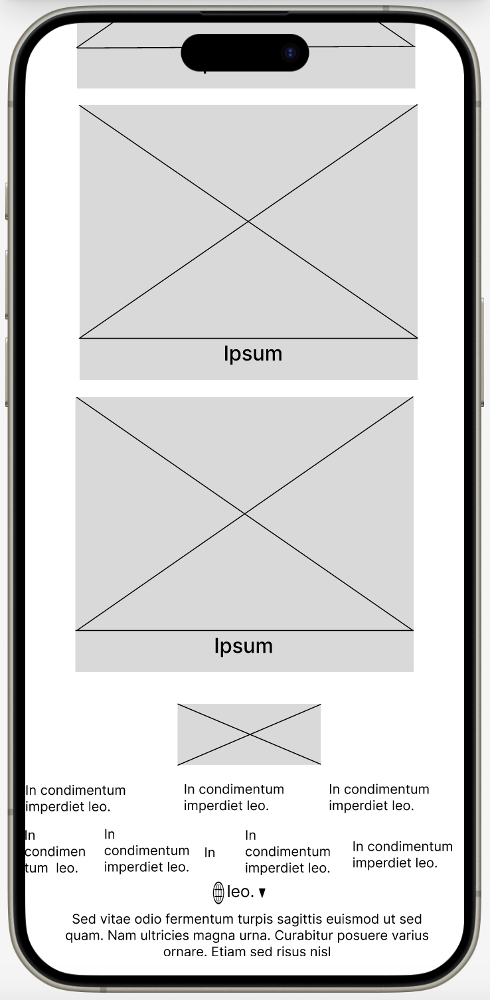 Ipsum
Ipsum
In condimentum
imperdiet leo.
In condimentum
imperdiet leo.
In condimentum
imperdiet leo.
In
condimen
tum  leo.
In
condimentum
imperdiet leo.
In
In
condimentum
imperdiet leo.
In condimentum
imperdiet leo.
leo.
Sed vitae odio fermentum turpis sagittis euismod ut sed
quam. Nam ultricies magna urna. Curabitur posuere varius
ornare. Etiam sed risus nisl